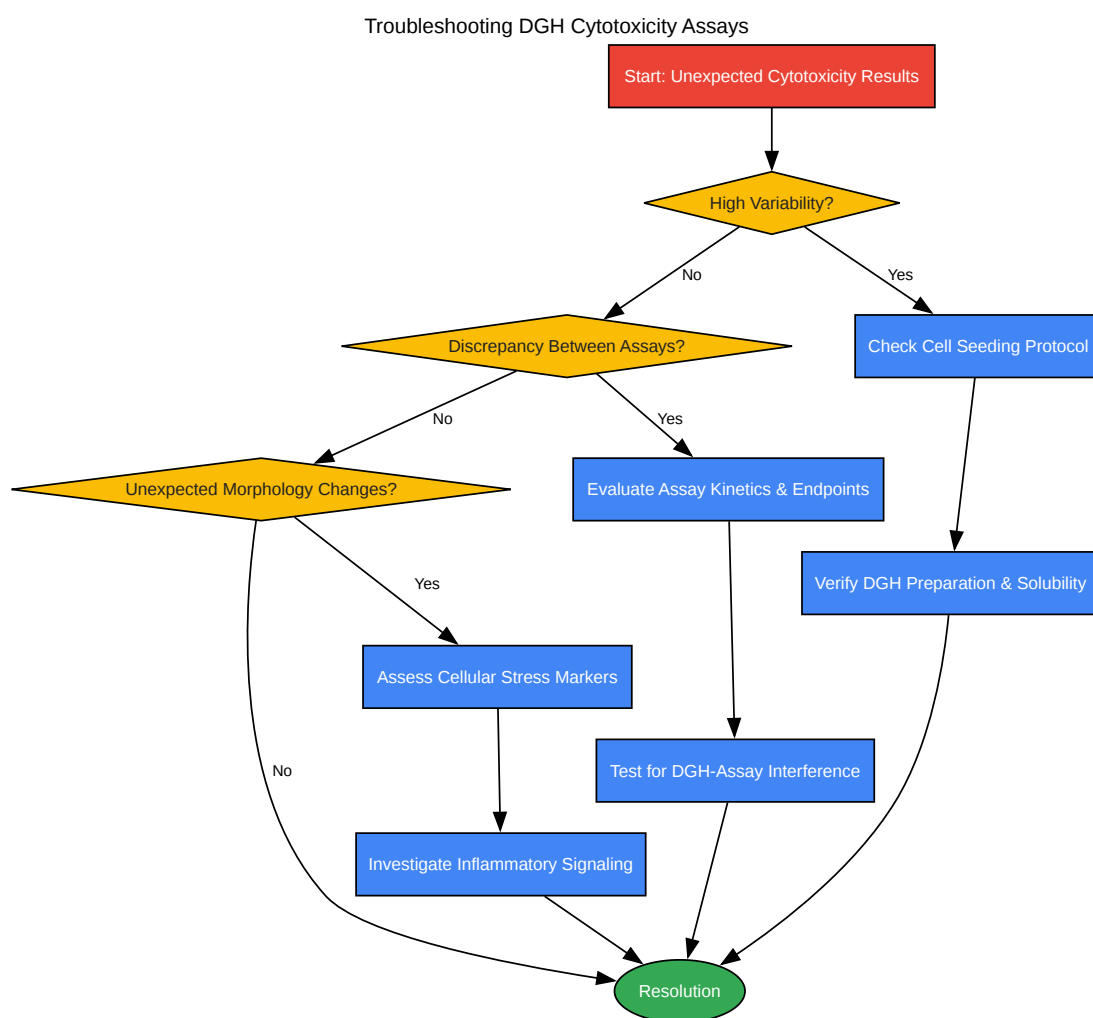 Troubleshooting DGH Cytotoxicity Assays
Start: Unexpected Cytotoxicity Results
High Variability?
No
Yes
Discrepancy Between Assays?
Check Cell Seeding Protocol
No
Yes
Unexpected Morphology Changes?
Evaluate Assay Kinetics & Endpoints
Yes
Verify DGH Preparation & Solubility
Assess Cellular Stress Markers
No
Test for DGH-Assay Interference
Investigate Inflammatory Signaling
Resolution